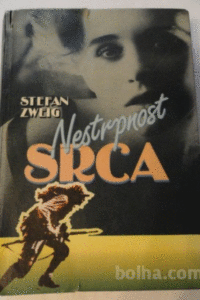 STEFAN
ZWEIG
Nestrpnost
SRCA
bolha.com